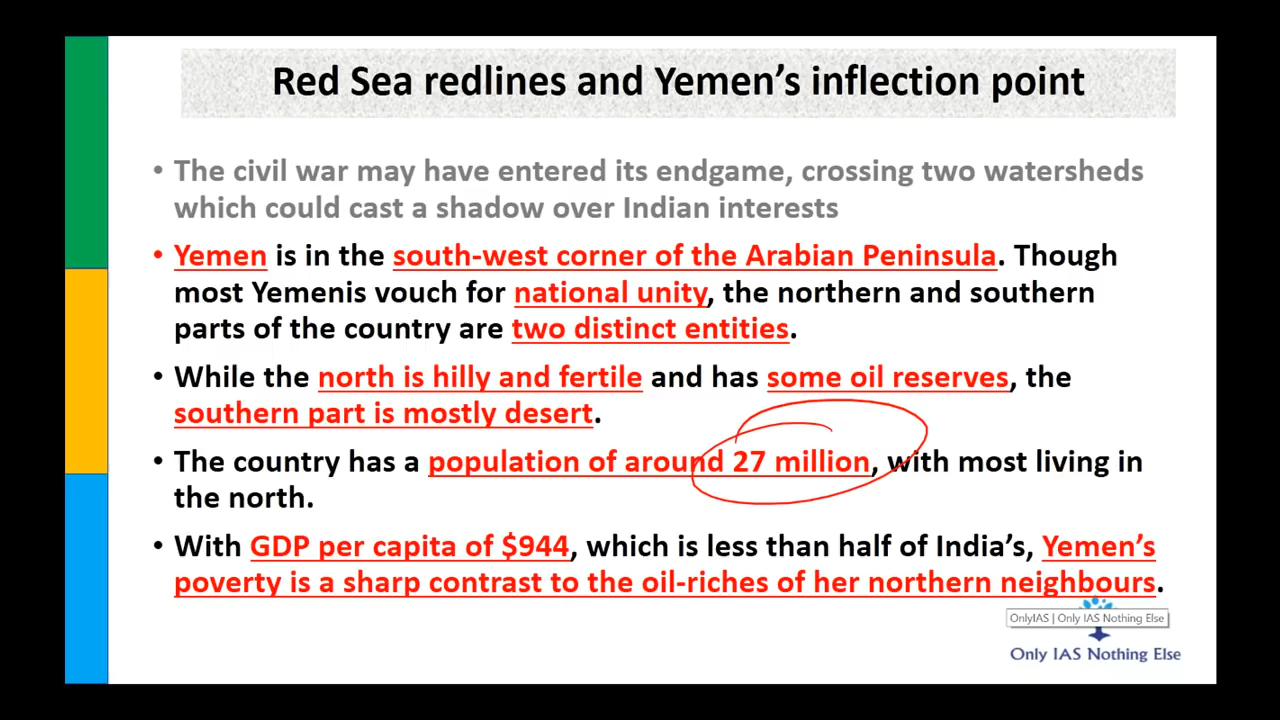 Red Sea redlines and Yemen's inflection point
• The civil war may have entered its endgame, crossing two watersheds
which could cast a shadow over Indian interests
• Yemen is in the south-west corner of the Arabian Peninsula. Though
most Yemenis vouch for national unity, the northern and southern
parts of the country are two distinct entities.
• While the north is hilly and fertile and has some oil reserves, the
southern part is mostly desert.
• The country has a population of around 27 million, with most living in
the north.
• With GDP per capita of $944, which is less than half of India's, Yemen's
poverty is a sharp contrast to the oil-riches of her northern neighbours.
OnlyIAS | Only IAS Nothing Else
Only IAS Nothing Else